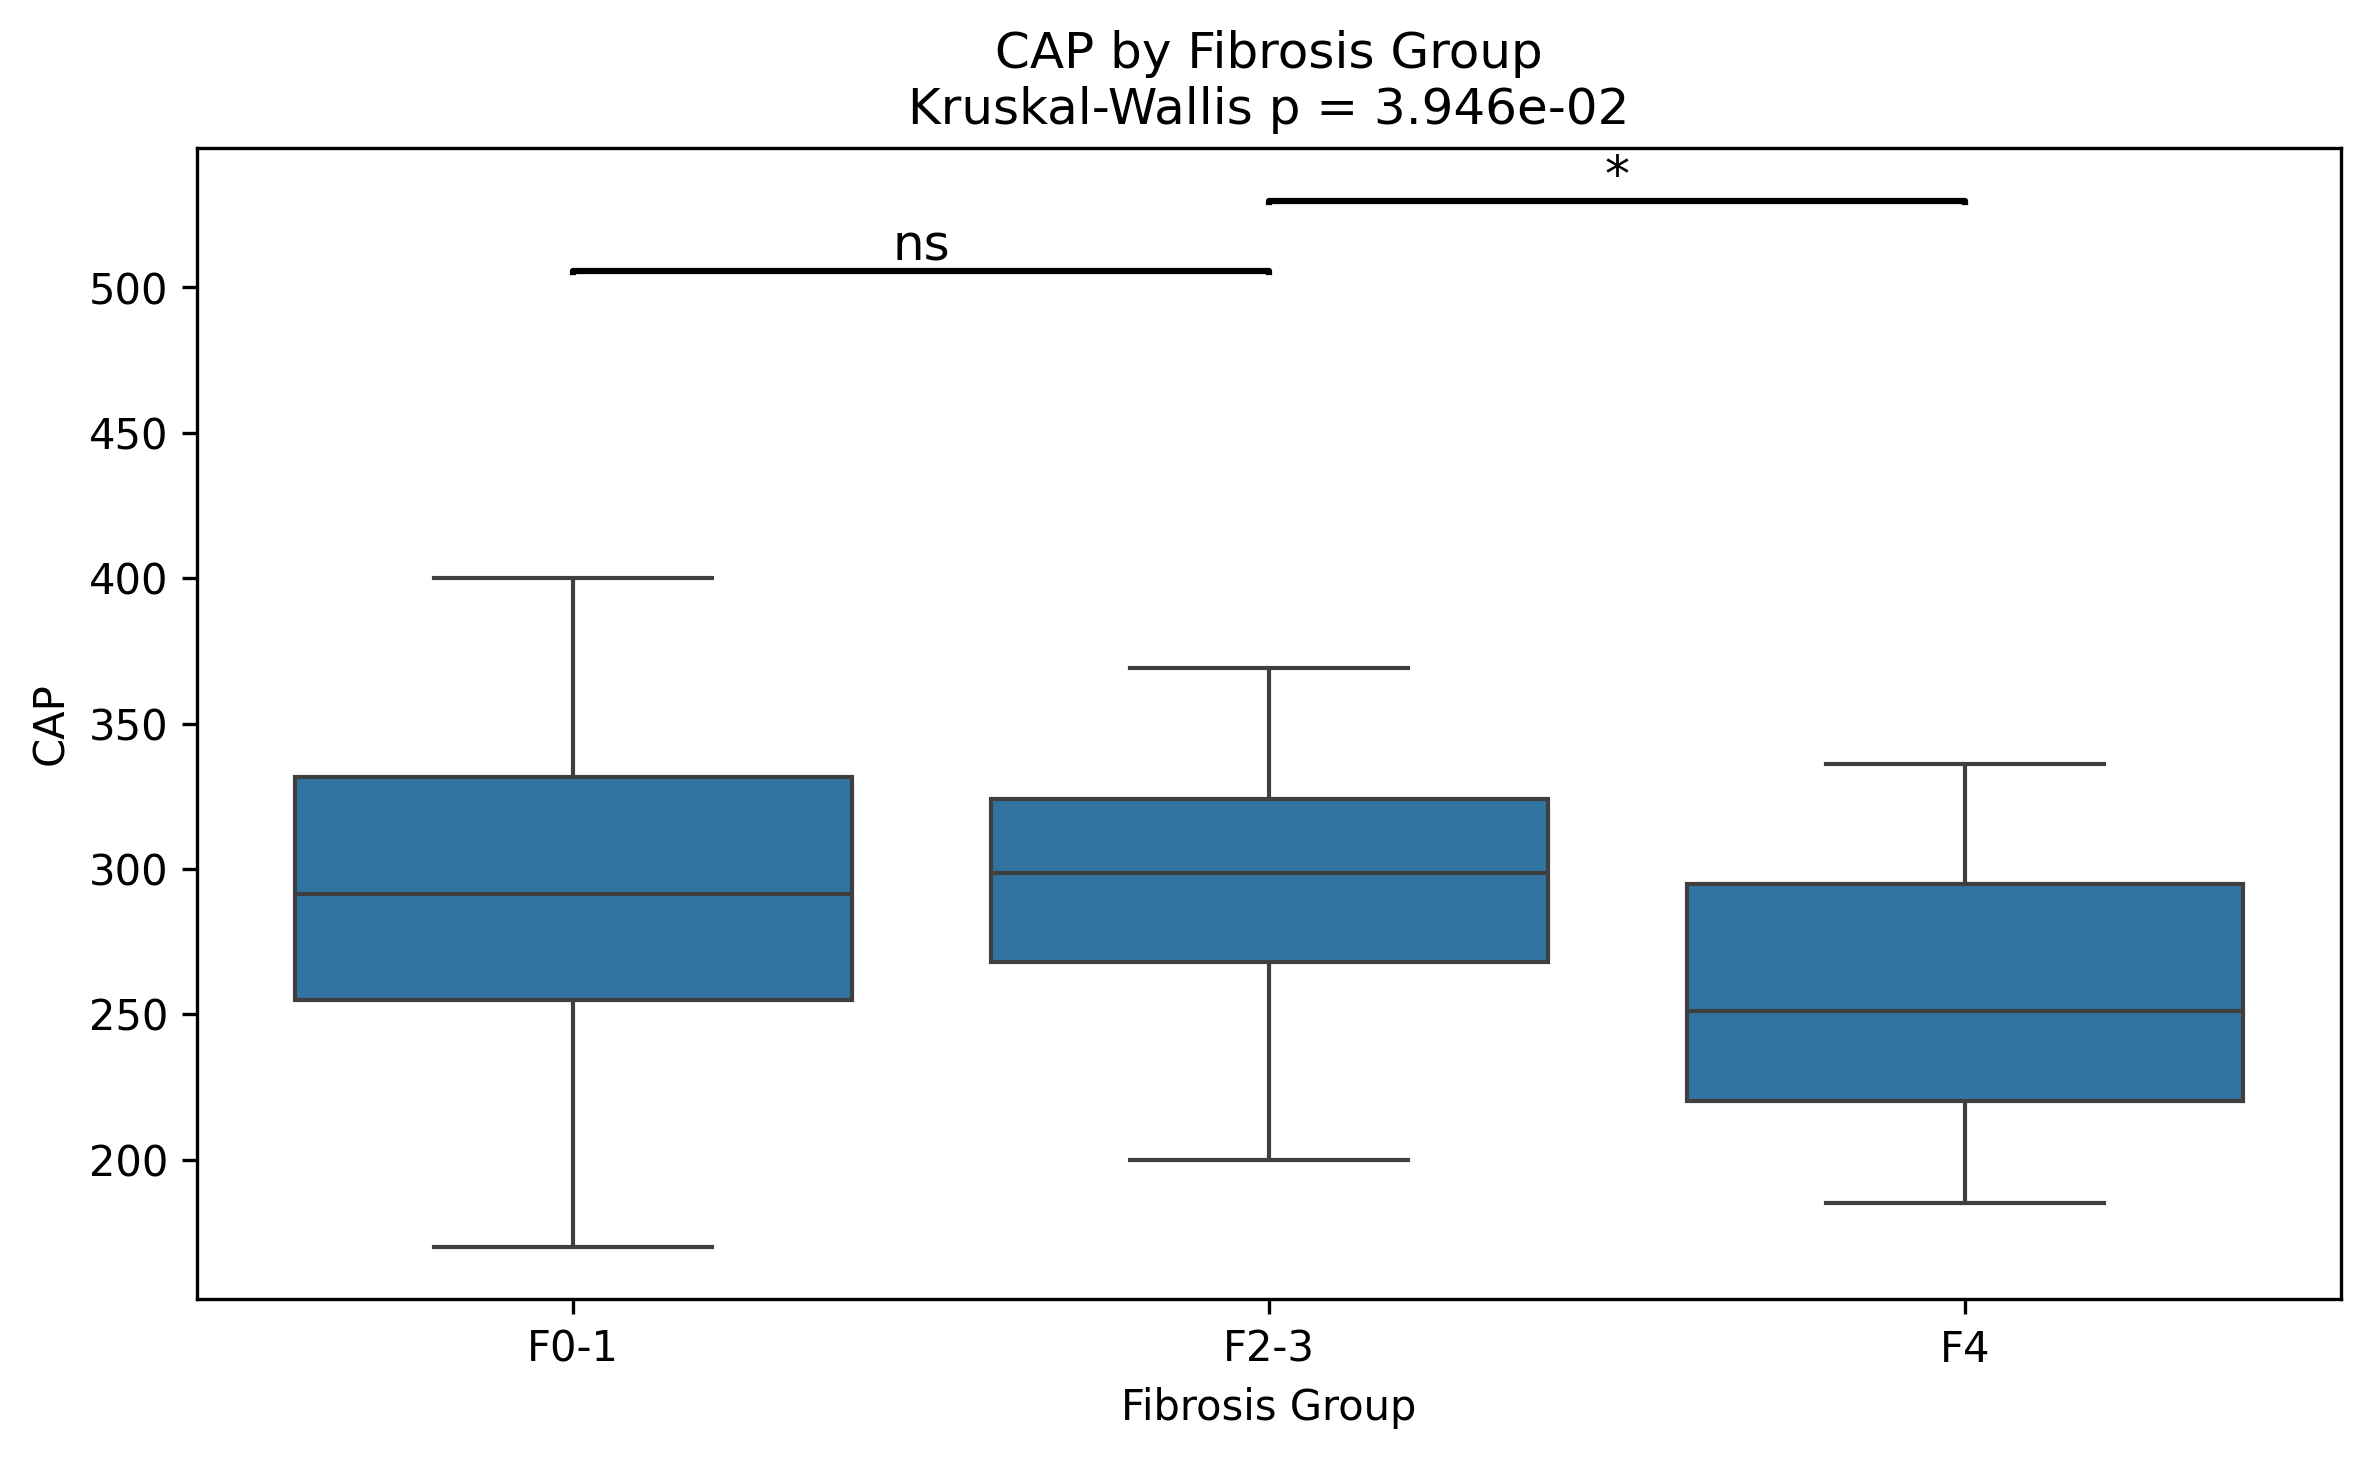 CAP by Fibrosis Group
Kruskal-Wallis p = 3.946e-02
*
ns
500
450
400
350
300
250
200
CAP
F0-1
F2-3
F4
Fibrosis Group